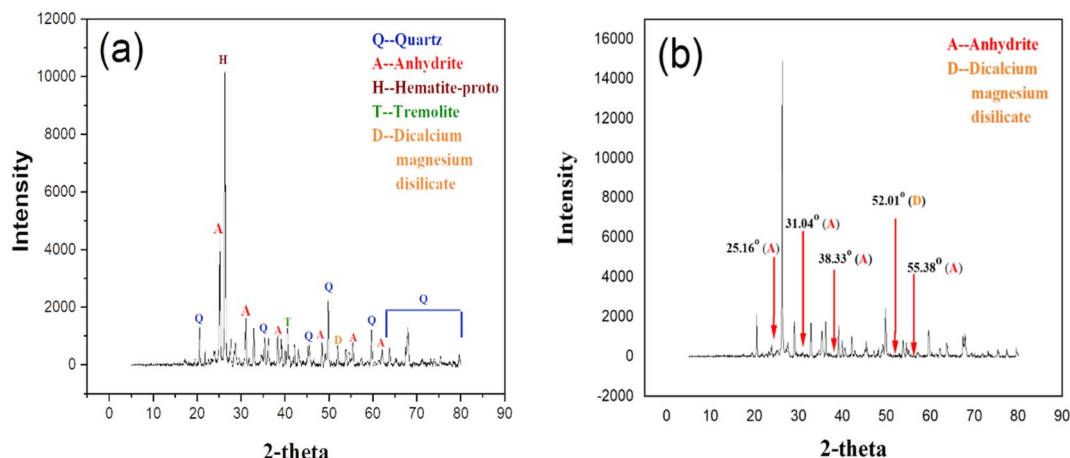 (a)
Q--Quartz
A--Anhydrite
H--Hematite-proto
T--Tremolite
D--Dicalcium
magnesium
disilicate
12000
10000
8000
6000
4000
2000
0
Intensity
Q
A
H
A
Q
A
T
Q
A
Q
D
A
Q
A
Q
0 10 20 30 40 50 60 70 80 90
2-theta
(b)
A--Anhydrite
D--Dicalcium
magnesium
disilicate
16000
14000
12000
10000
8000
6000
4000
2000
0
-2000
Intensity
25.16° (A)
31.04° (A)
38.33° (A)
52.01° (D)
55.38° (A)
0 10 20 30 40 50 60 70 80 90
2-theta